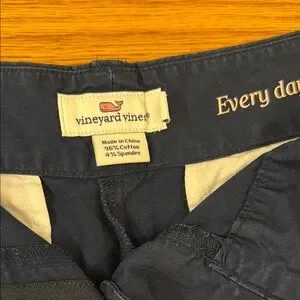 vineyard vines
Made in China
96% Cotton
4% Spandex
Every da